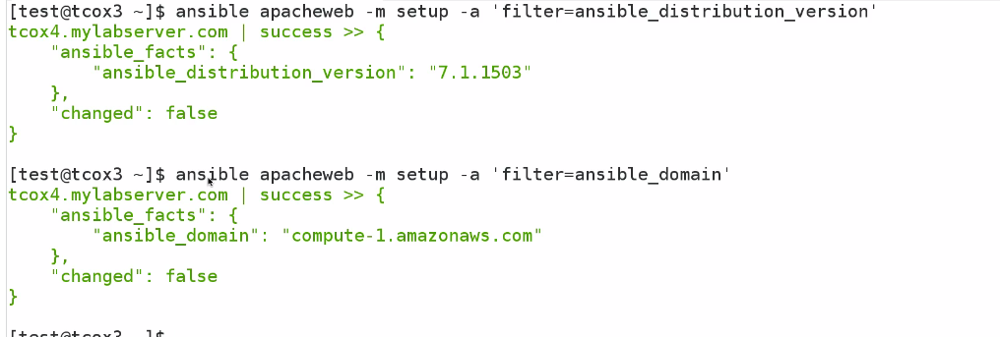 [test@tcox3 ~]$ ansible apacheweb -m setup -a 'filter=ansible_distribution_version'
tcox4.mylabserver.com | success >> {
    "ansible_facts": {
        "ansible_distribution_version": "7.1.1503"
    },
    "changed": false
}
[test@tcox3 ~]$ ansible apacheweb -m setup -a 'filter=ansible_domain'
tcox4.mylabserver.com | success >> {
    "ansible_facts": {
        "ansible_domain": "compute-1.amazonaws.com"
    },
    "changed": false
}
[test@tcox3 ~]$